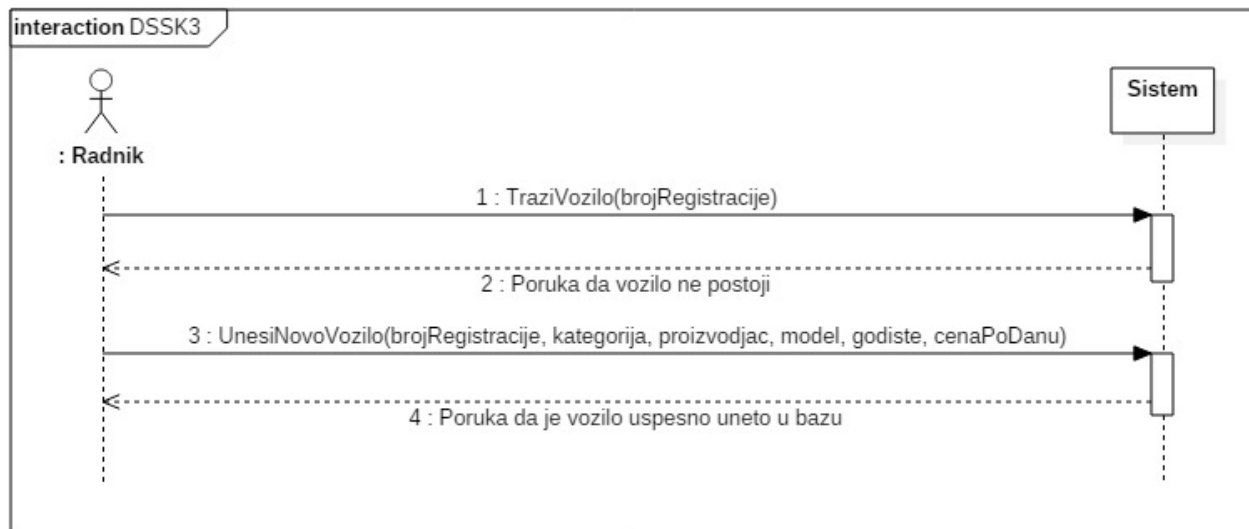 interaction DSSK3
Sistem
: Radnik
1 : TraziVozilo(brojRegistracije)
2 : Poruka da vozilo ne postoji
3 : UnesiNovoVozilo(brojRegistracije, kategorija, proizvodjac, model, godiste, cenaPoDanu)
4 : Poruka da je vozilo uspesno uneto u bazu